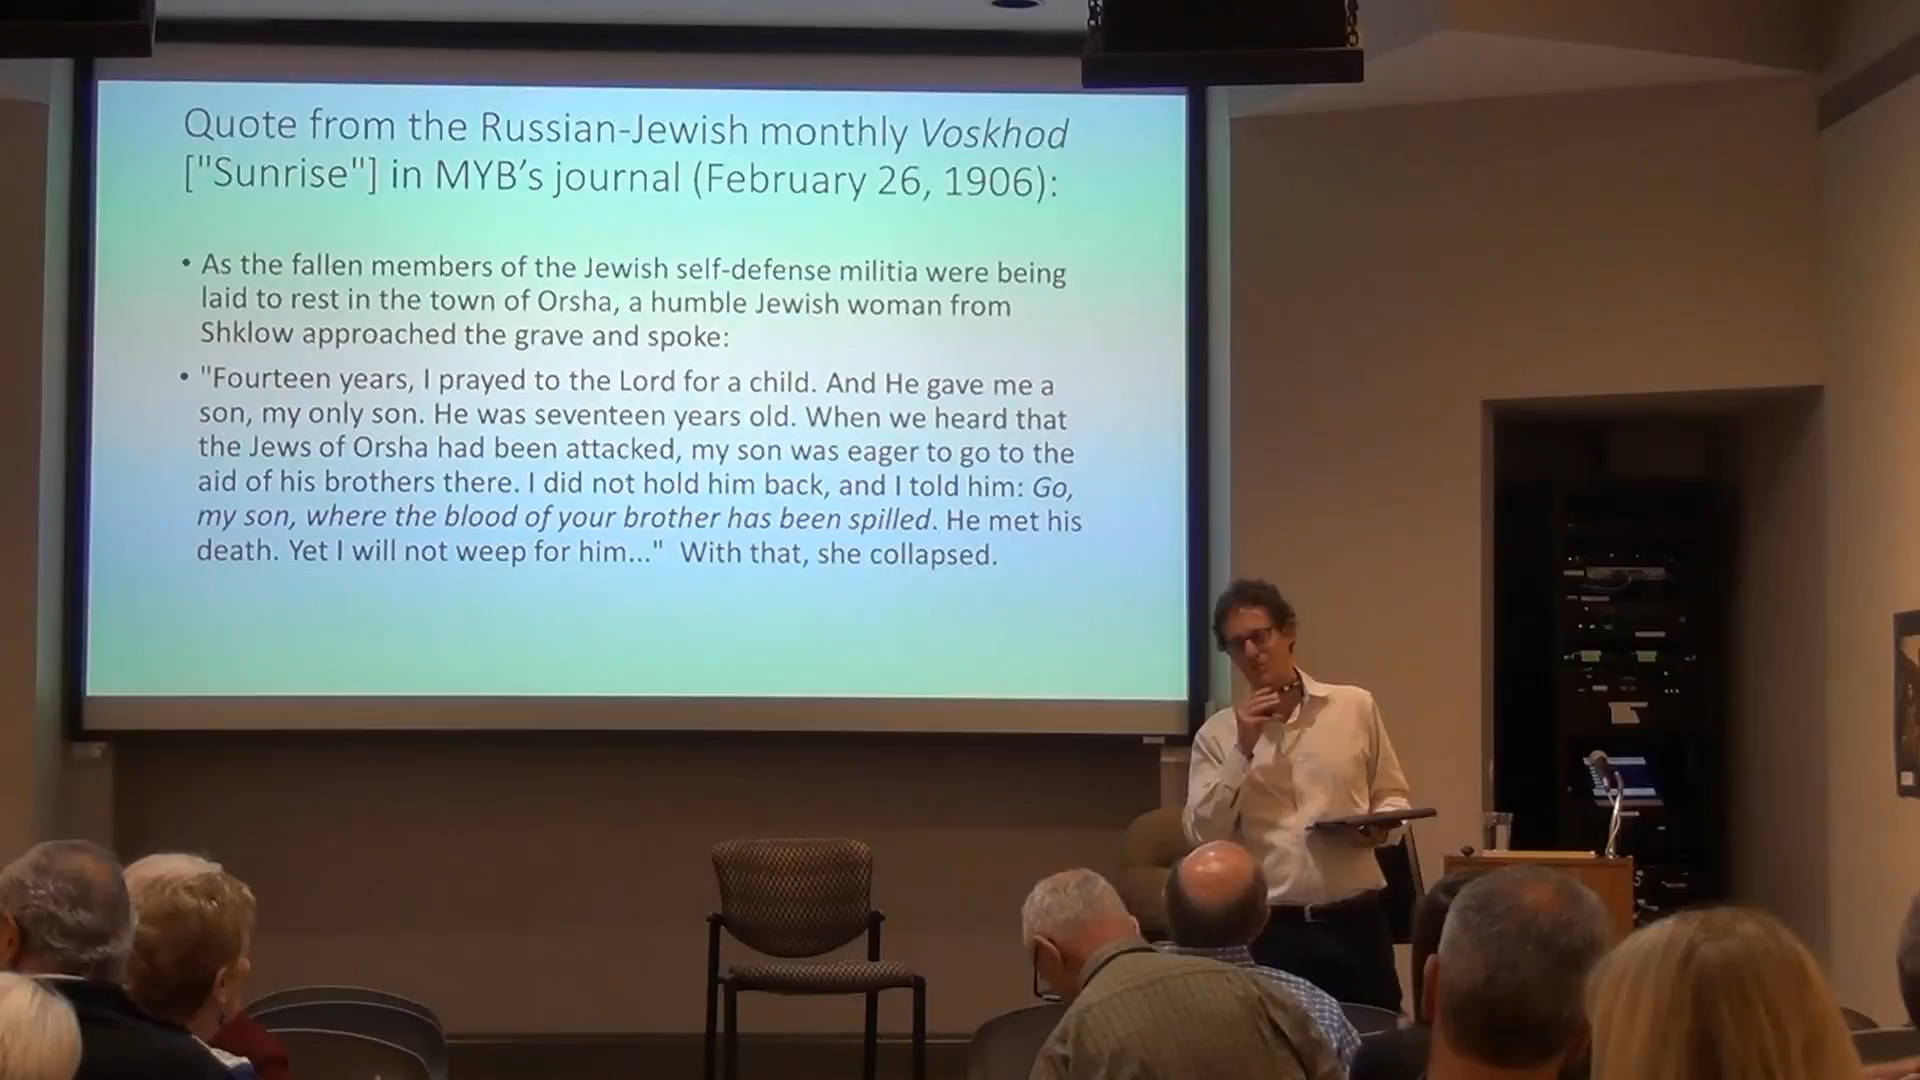 Quote from the Russian-Jewish monthly Voskhod
["Sunrise"] in MYB’s journal (February 26, 1906):
• As the fallen members of the Jewish self-defense militia were being
laid to rest in the town of Orsha, a humble Jewish woman from
Shklow approached the grave and spoke:
• "Fourteen years, I prayed to the Lord for a child. And He gave me a
son, my only son. He was seventeen years old. When we heard that
the Jews of Orsha had been attacked, my son was eager to go to the
aid of his brothers there. I did not hold him back, and I told him: Go,
my son, where the blood of your brother has been spilled. He met his
death. Yet I will not weep for him..."  With that, she collapsed.